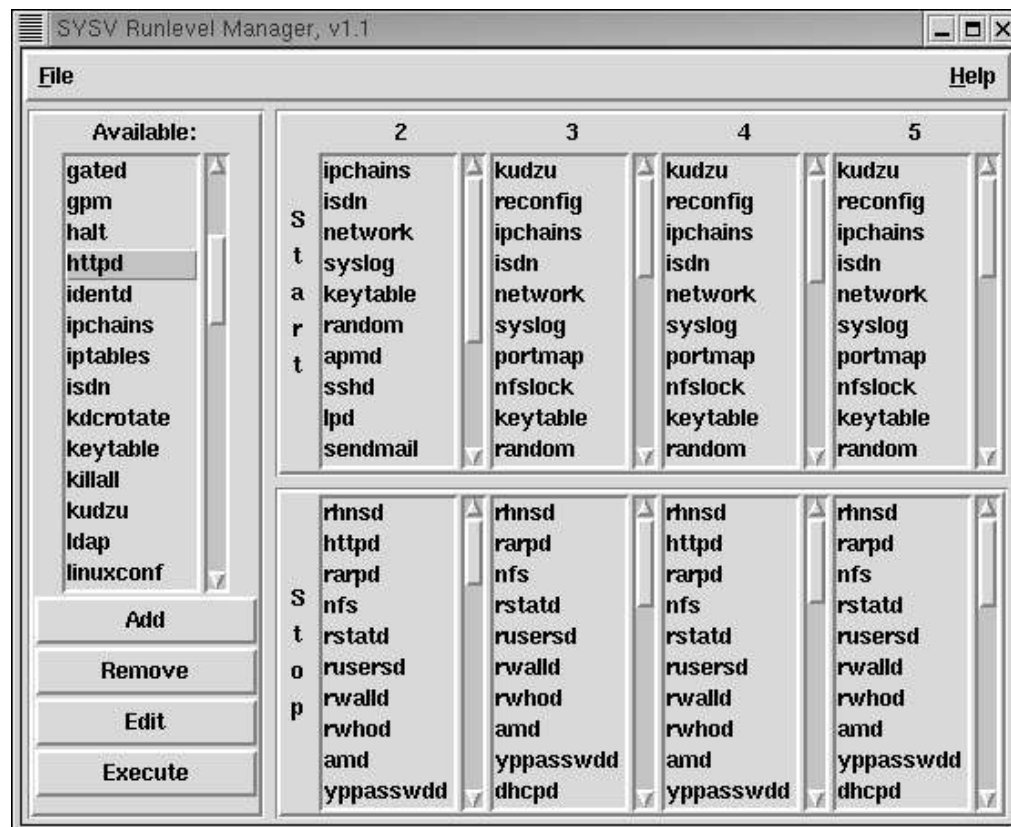 SYSV Runlevel Manager, v1.1
File
Help
Available:
gated
gpm
halt
httpd
identd
ipchains
iptables
isdn
kdcrotate
keytable
killall
kudzu
ldap
linuxconf
Add
Remove
Edit
Execute
Start
2
ipchains
isdn
network
syslog
keytable
random
apmd
sshd
lpd
sendmail
3
kudzu
reconfig
ipchains
isdn
network
syslog
portmap
nfslock
keytable
random
4
kudzu
reconfig
ipchains
isdn
network
syslog
portmap
nfslock
keytable
random
5
kudzu
reconfig
ipchains
isdn
network
syslog
portmap
nfslock
keytable
random
Stop
rhnsd
httpd
rarpd
nfs
rstatd
rusersd
rwalld
rwhod
amd
yppasswdd
rhnsd
rarpd
nfs
rstatd
rusersd
rwalld
rwhod
amd
yppasswdd
dhcpd
rhnsd
httpd
rarpd
nfs
rstatd
rusersd
rwalld
rwhod
amd
yppasswdd
rhnsd
rarpd
nfs
rstatd
rusersd
rwalld
rwhod
amd
yppasswdd
dhcpd